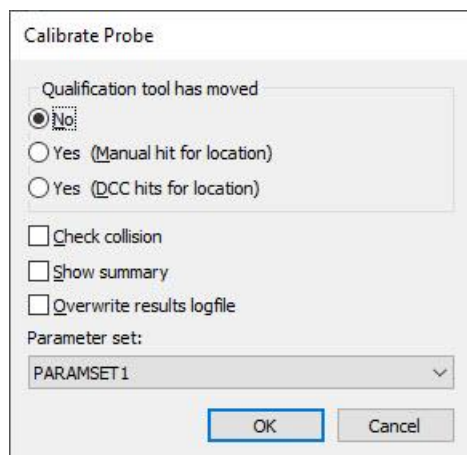 Calibrate Probe
Qualification tool has moved
No
Yes (Manual hit for location)
Yes (DCC hits for location)
Check collision
Show summary
Overwrite results logfile
Parameter set:
PARAMSET1
OK Cancel